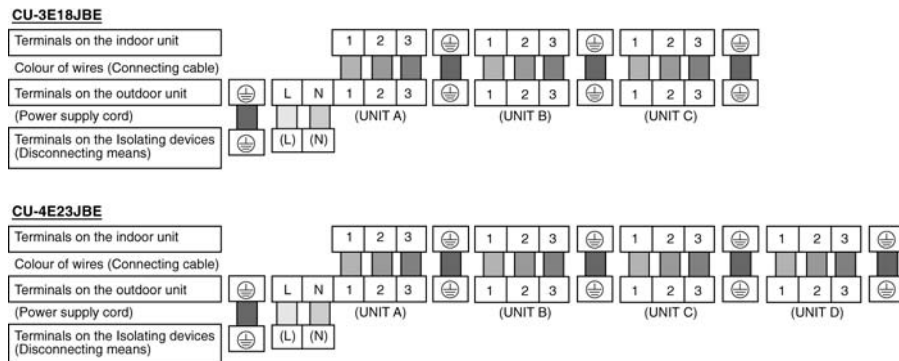 CU-3E18JBE
Terminals on the indoor unit 1 2 3 1 2 3 1 2 3
Colour of wires (Connecting cable)
Terminals on the outdoor unit L N 1 2 3 1 2 3 1 2 3
(Power supply cord) (UNIT A) (UNIT B) (UNIT C)
Terminals on the Isolating devices (L) (N)
(Disconnecting means)
CU-4E23JBE
Terminals on the indoor unit 1 2 3 1 2 3 1 2 3 1 2 3
Colour of wires (Connecting cable)
Terminals on the outdoor unit L N 1 2 3 1 2 3 1 2 3 1 2 3
(Power supply cord) (UNIT A) (UNIT B) (UNIT C) (UNIT D)
Terminals on the Isolating devices (L) (N)
(Disconnecting means)